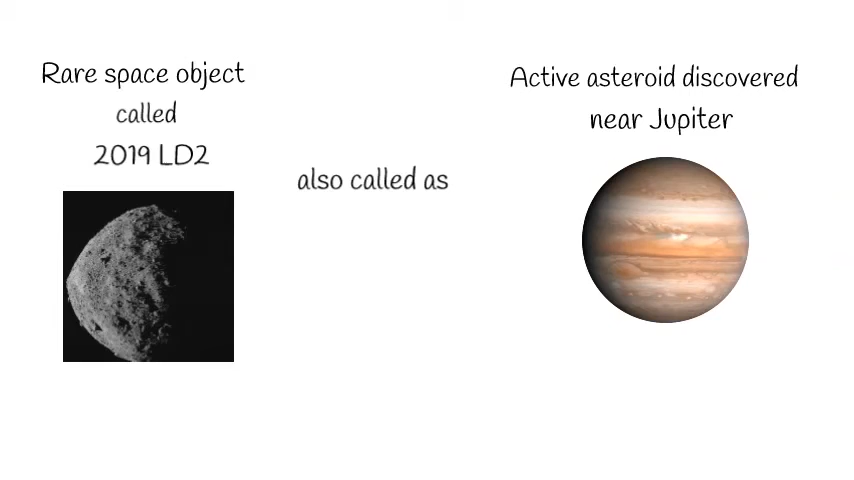 Rare space object
called
2019 LD2
also called as
Active asteroid discovered
near Jupiter